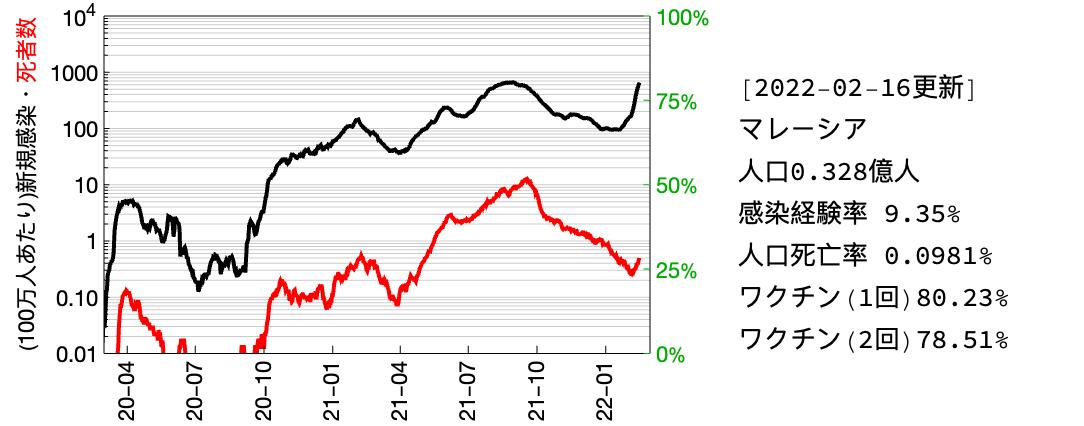 (100万人あたり)新規感染・死者数
10^4
1000
100
10
1
0.10
0.01
100%
75%
50%
25%
0%
20-04
20-07
20-10
21-01
21-04
21-07
21-10
22-01
[2022-02-16更新]
マレーシア
人口0.328億人
感染経験率 9.35%
人口死亡率 0.0981%
ワクチン(1回)80.23%
ワクチン(2回)78.51%